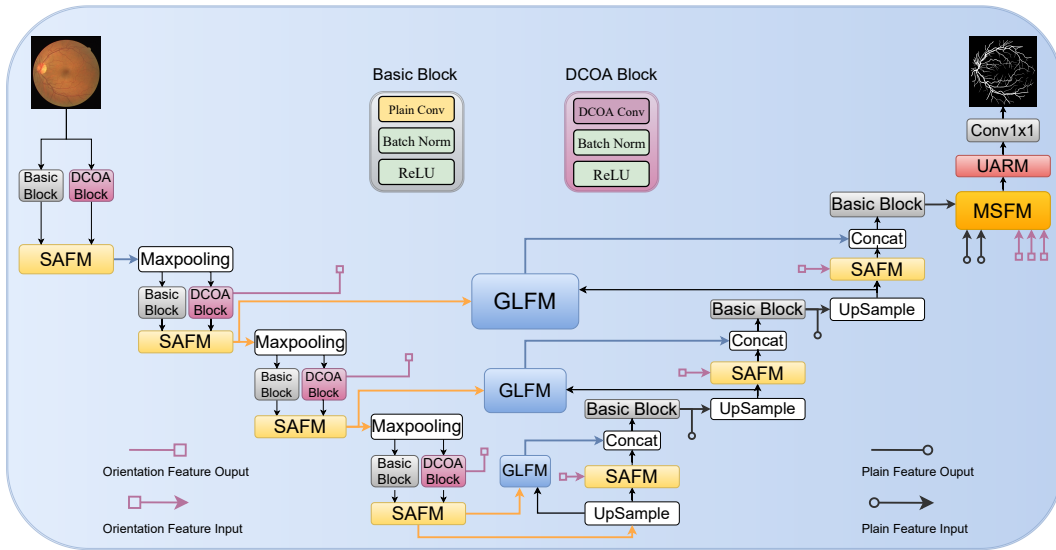 Basic Block
DCOA Block
Plain Conv
DCOA Conv
Batch Norm
Batch Norm
ReLU
ReLU
Conv1x1
UARM
MSFM
Basic Block
Concat
SAFM
UpSample
Basic
Block
DCOA
Block
SAFM
Maxpooling
Basic
Block
DCOA
Block
SAFM
GLFM
Maxpooling
Basic
Block
DCOA
Block
SAFM
GLFM
Basic Block
Concat
SAFM
UpSample
Maxpooling
Basic
Block
DCOA
Block
SAFM
GLFM
Basic Block
Concat
SAFM
UpSample
Orientation Feature Ouput
Orientation Feature Input
Plain Feature Ouput
Plain Feature Input